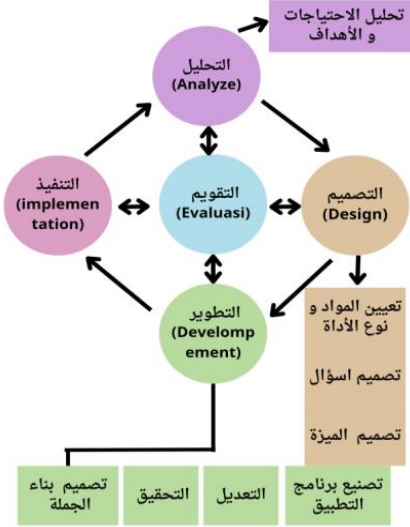 تحليل الاحتياجات
و الأهداف
التحليل
(Analyze)
التنفيذ
(implemen
tation)
التقويم
(Evaluasi)
التصميم
(Design)
التطوير
(Develomp
ement)
تعيين المواد و
نوع الأداة
تصميم اسؤال
تصميم الميزة
تصنيع برنامج
التطبيق
التعديل
التحقيق
تصميم بناء
الجملة